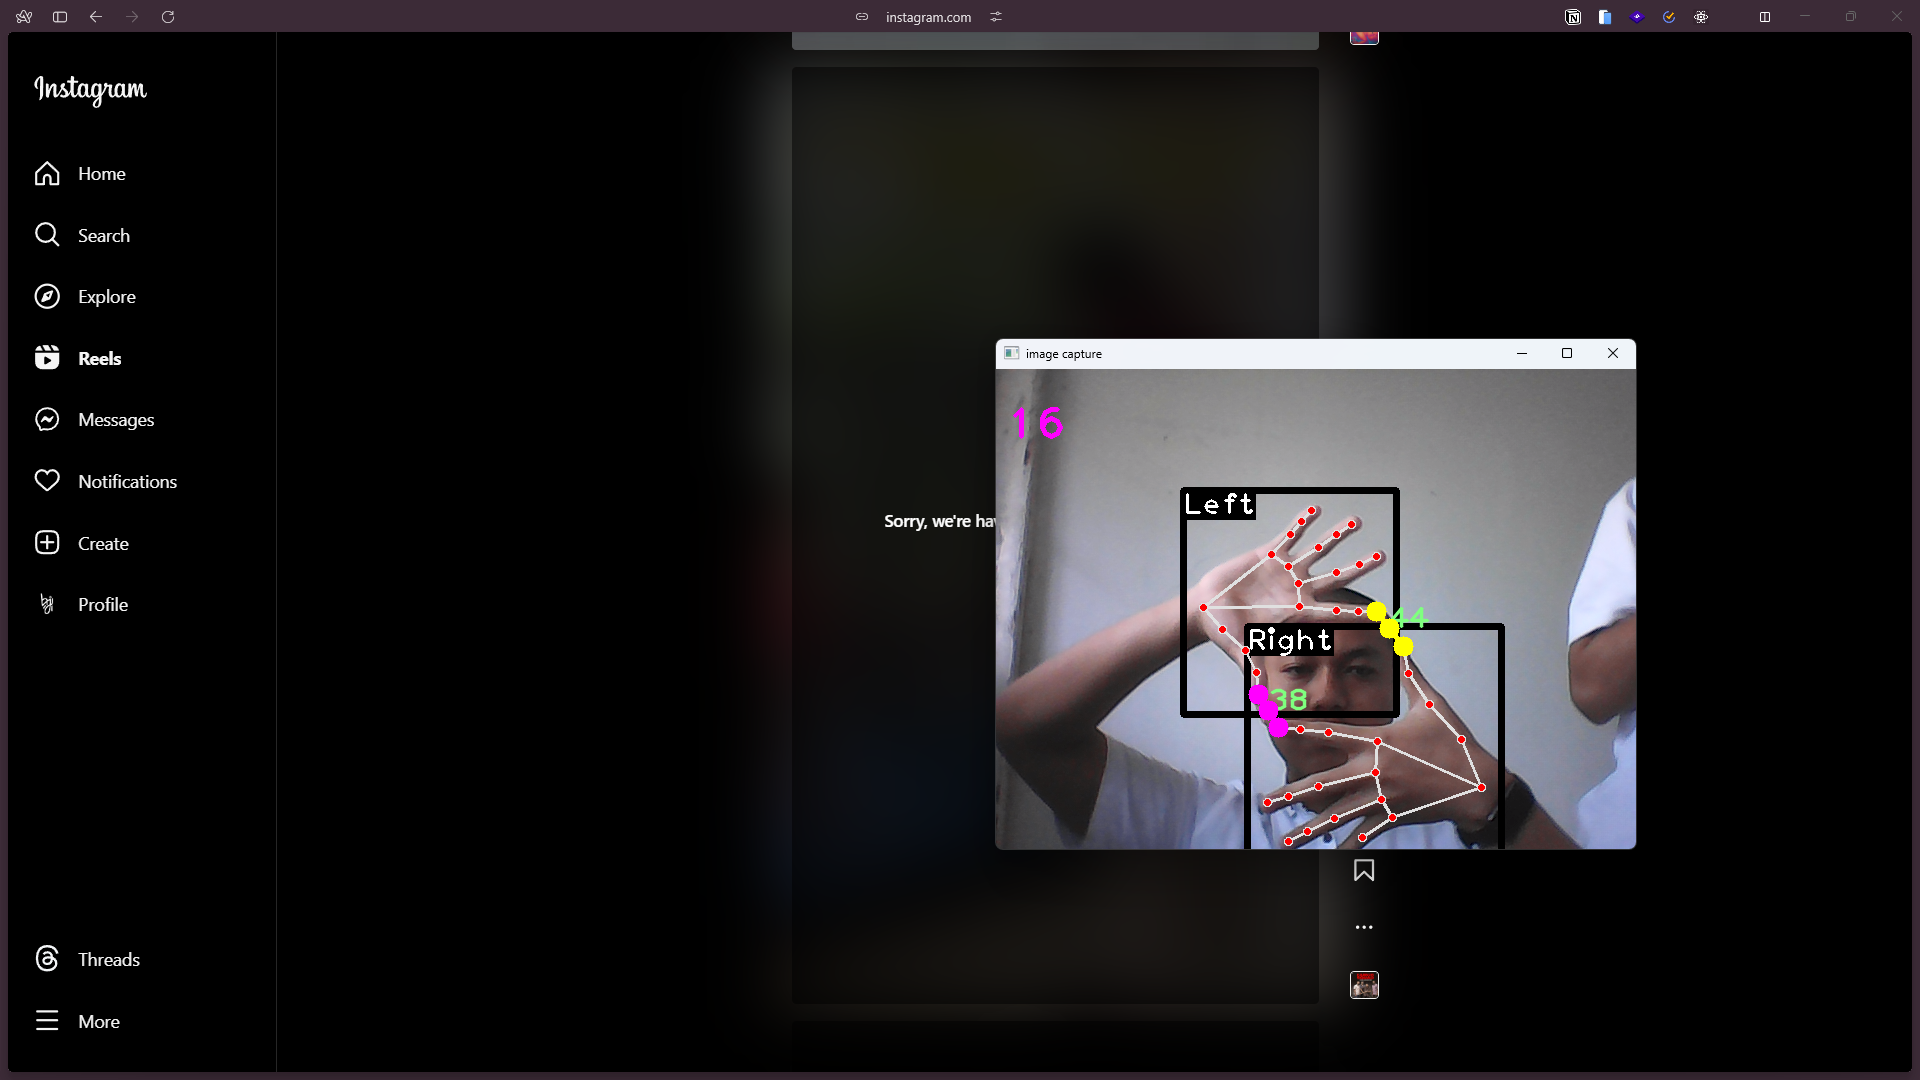 instagram.com
Instagram
Home
Search
Explore
Reels
Messages
Notifications
Create
Profile
Threads
More
Sorry, we're hav
image capture
16
Left
44
Right
38